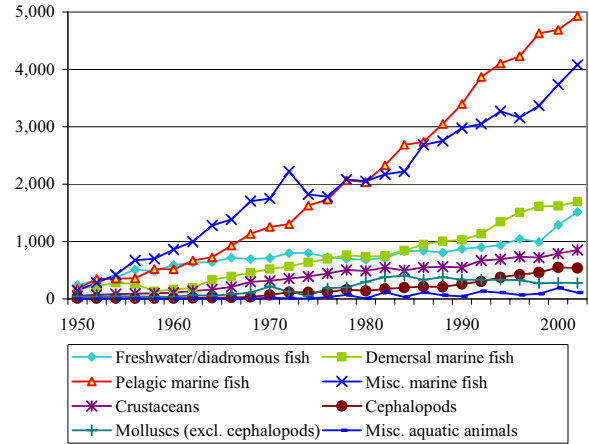 5,000
4,000
3,000
2,000
1,000
0
1950 1960 1970 1980 1990 2000
Freshwater/diadromous fish Demersal marine fish
Pelagic marine fish Misc. marine fish
Crustaceans Cephalopods
Molluscs (excl. cephalopods) Misc. aquatic animals